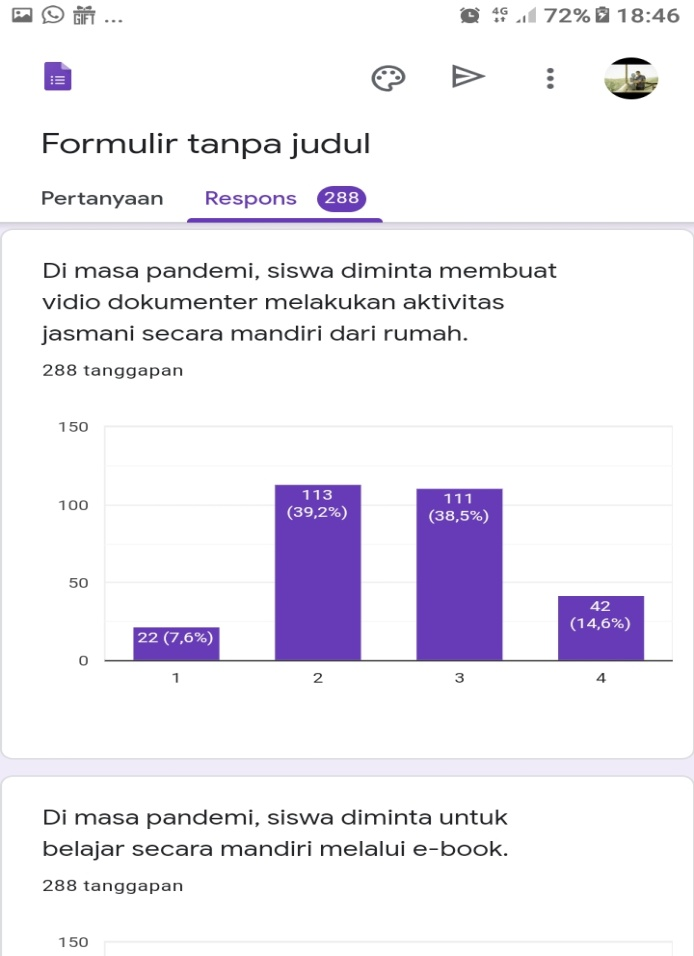 GIFT ... 4G 72% 18:46
Formulir tanpa judul
Pertanyaan Respons 288
Di masa pandemi, siswa diminta membuat
vidio dokumenter melakukan aktivitas
jasmani secara mandiri dari rumah.
288 tanggapan
150
100
50
0
22 (7,6%)
113
(39,2%)
111
(38,5%)
42
(14,6%)
1 2 3 4
Di masa pandemi, siswa diminta untuk
belajar secara mandiri melalui e-book.
288 tanggapan
150